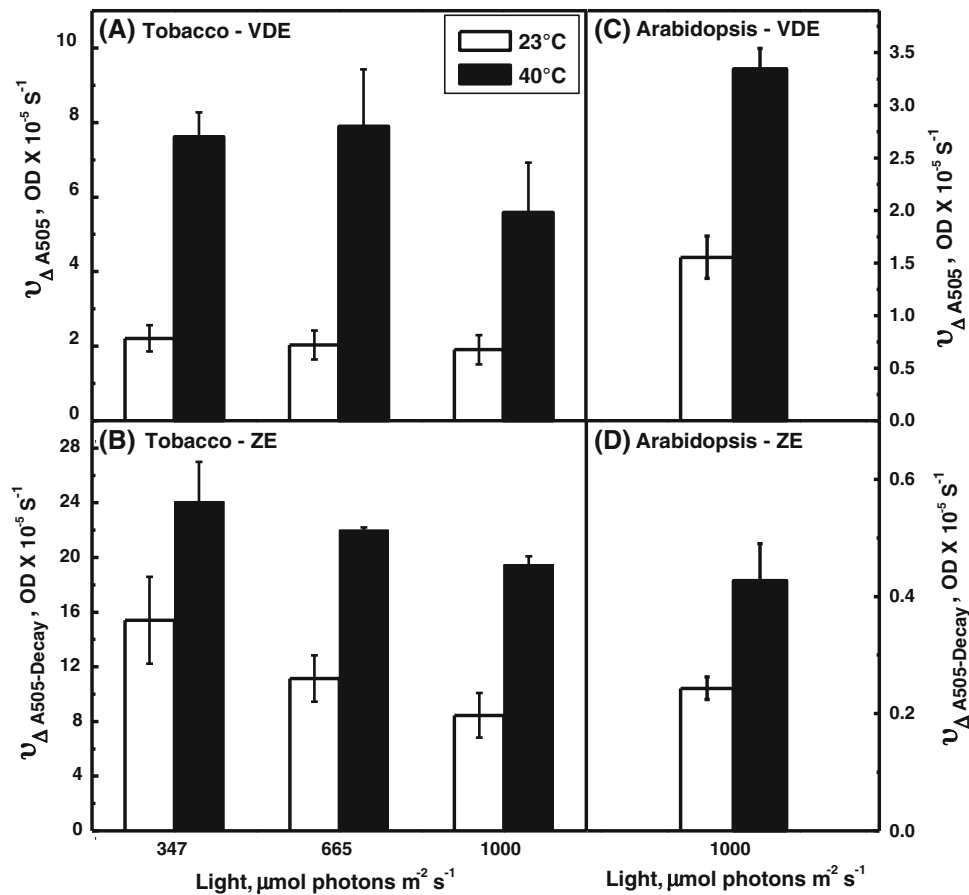 (A) Tobacco - VDE
23°C
40°C
10
8
6
4
2
0
υΔ A505, OD X 10-5 S-1
(C) Arabidopsis - VDE
3.5
3.0
2.5
2.0
1.5
1.0
0.5
0.0
υΔ A505, OD X 10-5 S-1
(B) Tobacco - ZE
28
24
20
16
12
8
4
0
υΔ A505-Decay, OD X 10-5 S-1
347
665
1000
Light, μmol photons m-2 s-1
(D) Arabidopsis - ZE
0.6
0.4
0.2
0.0
υΔ A505-Decay, OD X 10-5 S-1
1000
Light, μmol photons m-2 s-1